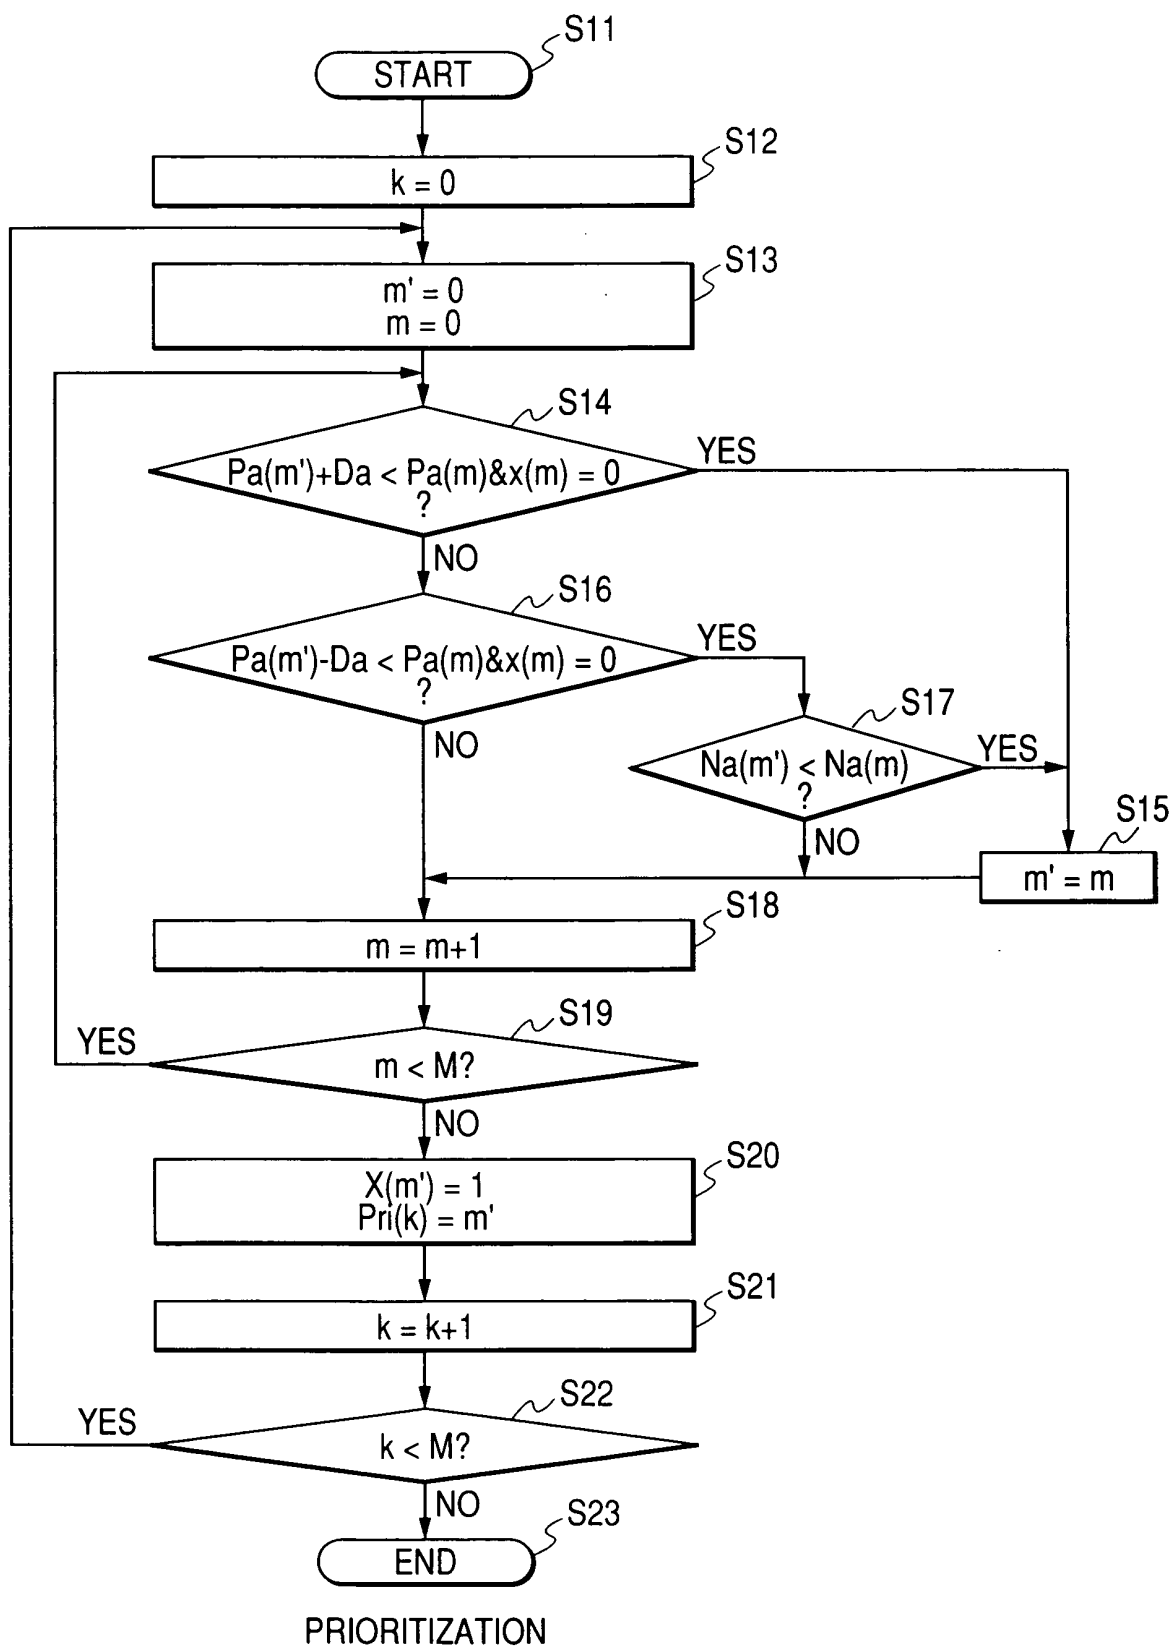 S11
START
S12
k = 0
S13
m' = 0
m = 0
S14
Pa(m')+Da < Pa(m)&x(m) = 0
?
YES
NO
S16
Pa(m')-Da < Pa(m)&x(m) = 0
?
YES
NO
S17
Na(m') < Na(m)
?
YES
NO
S15
m' = m
S18
m = m+1
S19
m < M?
YES
NO
S20
X(m') = 1
Pri(k) = m'
S21
k = k+1
S22
k < M?
YES
NO
S23
END
PRIORITIZATION